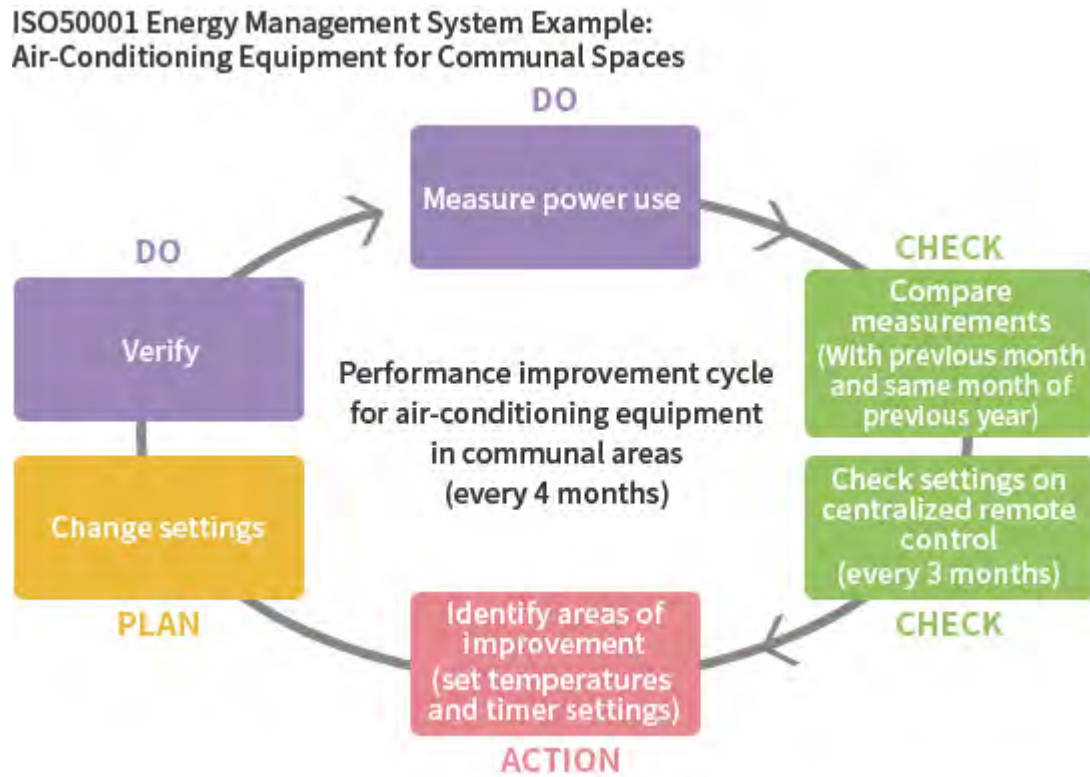 ISO50001 Energy Management System Example:
Air-Conditioning Equipment for Communal Spaces
DO
Measure power use
CHECK
Compare
measurements
(With previous month
and same month of
previous year)
Check settings on
centralized remote
control
(every 3 months)
CHECK
Identify areas of
improvement
(set temperatures
and timer settings)
ACTION
Change settings
PLAN
DO
Verify
Performance improvement cycle
for air-conditioning equipment
in communal areas
(every 4 months)